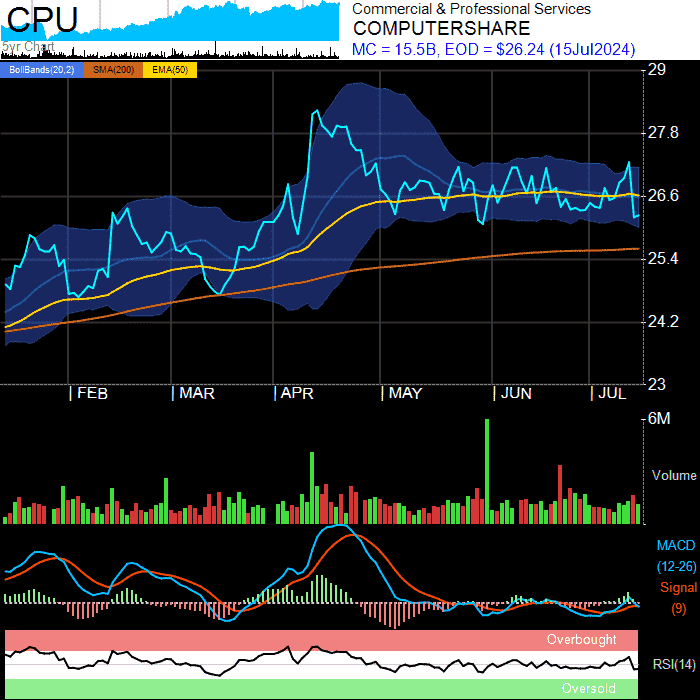 CPU
5yr Chart
Commercial & Professional Services
COMPUTERSHARE
MC = 15.5B, EOD = $26.24 (15Jul2024)
BollBands(20,2) SMA(200) EMA(50)
29
27.8
26.6
25.4
24.2
23
FEB MAR APR MAY JUN JUL
6M
Volume
MACD
(12-26)
Signal
(9)
Overbought
RSI(14)
Oversold